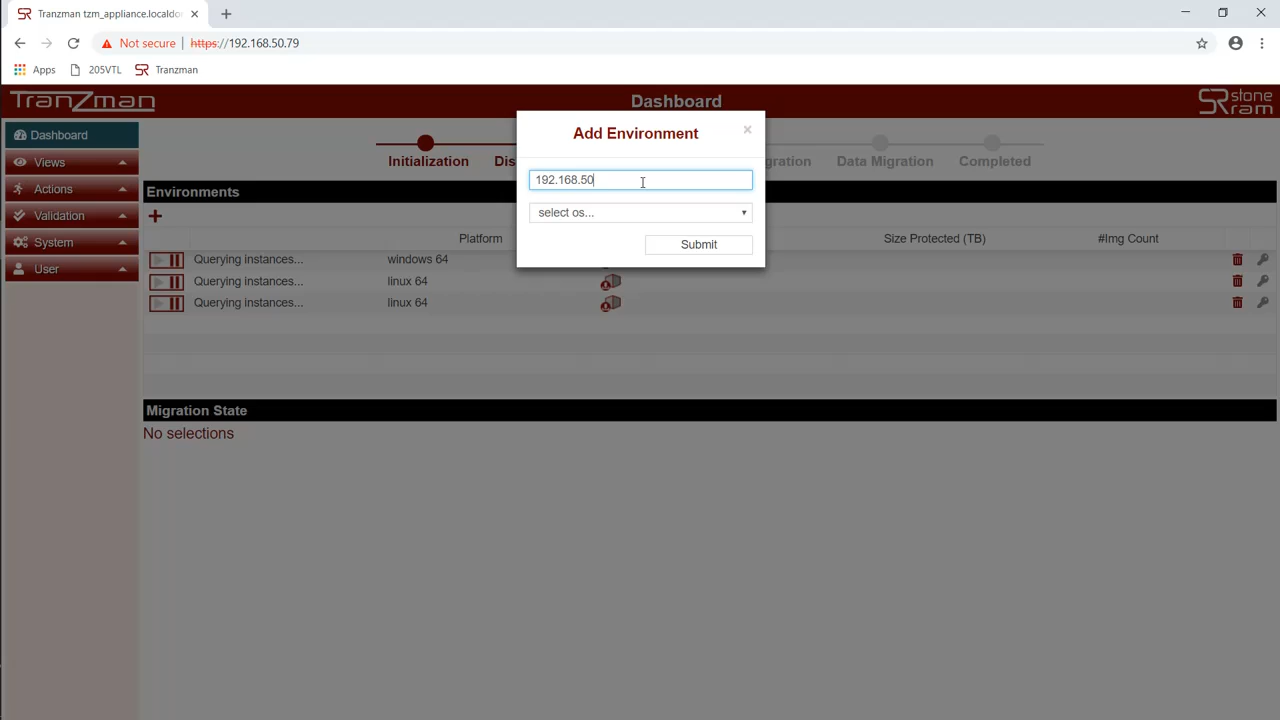 Tranzman tzm_appliance.localdo
Not secure | https://192.168.50.79
Apps 205VTL Tranzman
TranZman Dashboard stone ram
Dashboard
Views
Actions
Validation
System
User
Initialization Dis gration Data Migration Completed
Environments
Platform Size Protected (TB) #Img Count
Querying instances... windows 64
Querying instances... linux 64
Querying instances... linux 64
Migration State
No selections
Add Environment
192.168.50
select os...
Submit